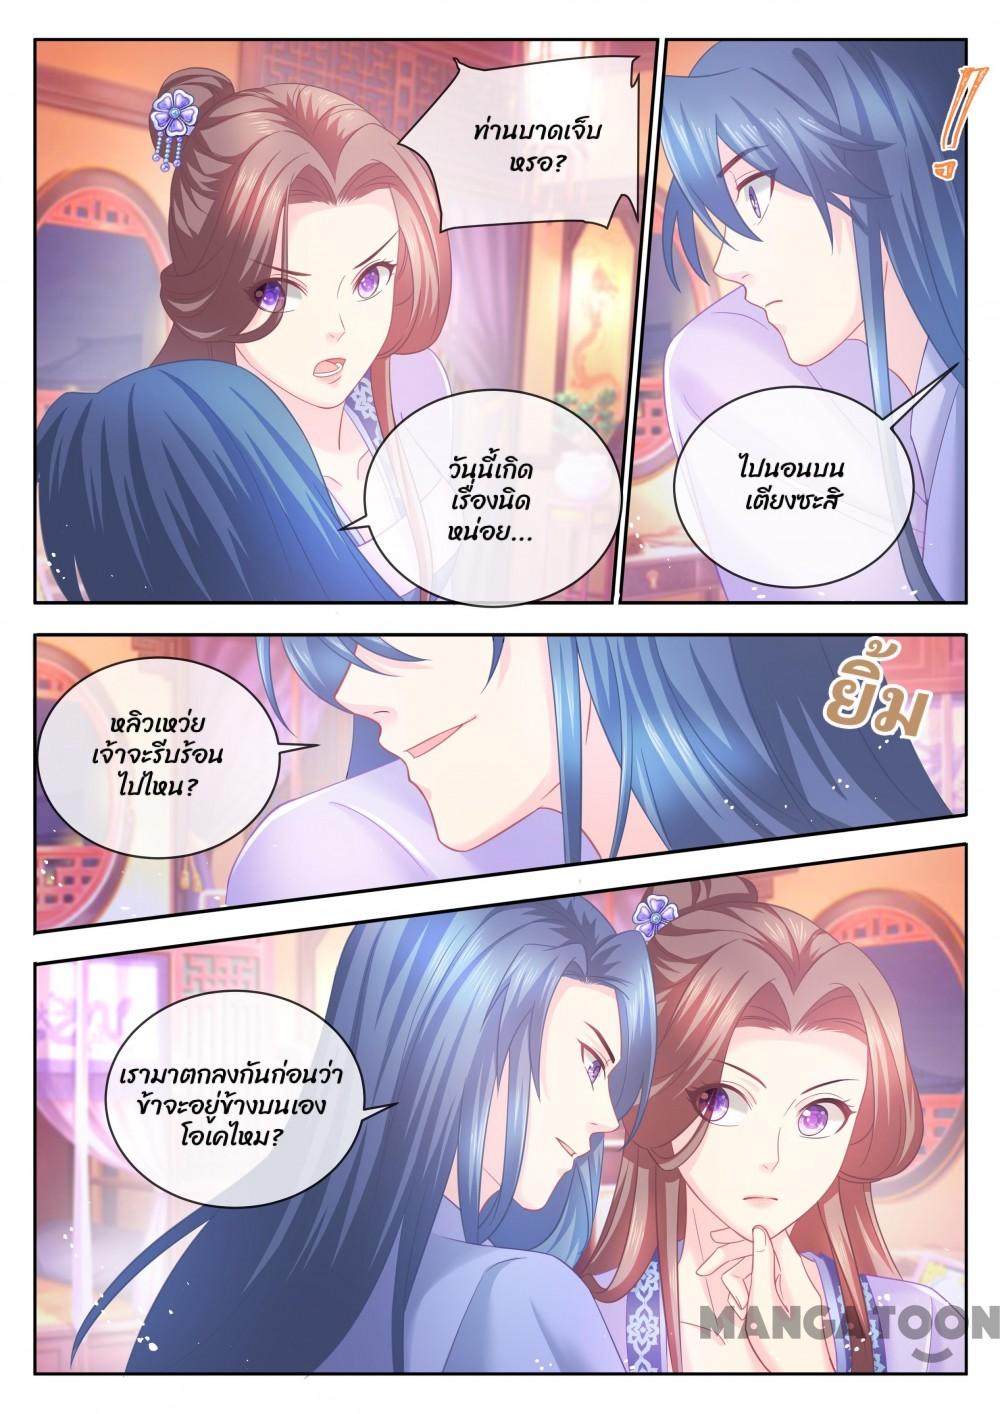 ท่านบาดเจ็บ
หรอ?
!!
วันนี้เกิด
เรื่องนิด
หน่อย...
ไปนอนบน
เตียงซะสิ
ยิ้ม
หลิวเหว่ย
เจ้าจะรีบร้อน
ไปไหน?
เรามาตกลงกันก่อนว่า
ข้าจะอยู่ข้างบนเอง
โอเคไหม?
MANGATOON